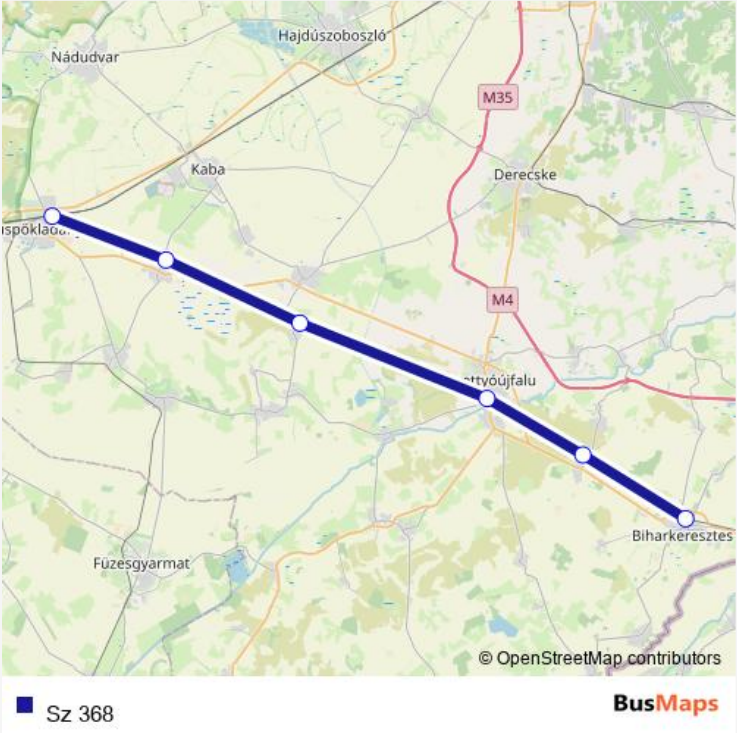 Hajdúszoboszló
Nádudvar
M35
Kaba
Derecske
M4
Biharkeresztes
Füzesgyarmat
© OpenStreetMap contributors
Sz 368
BusMaps